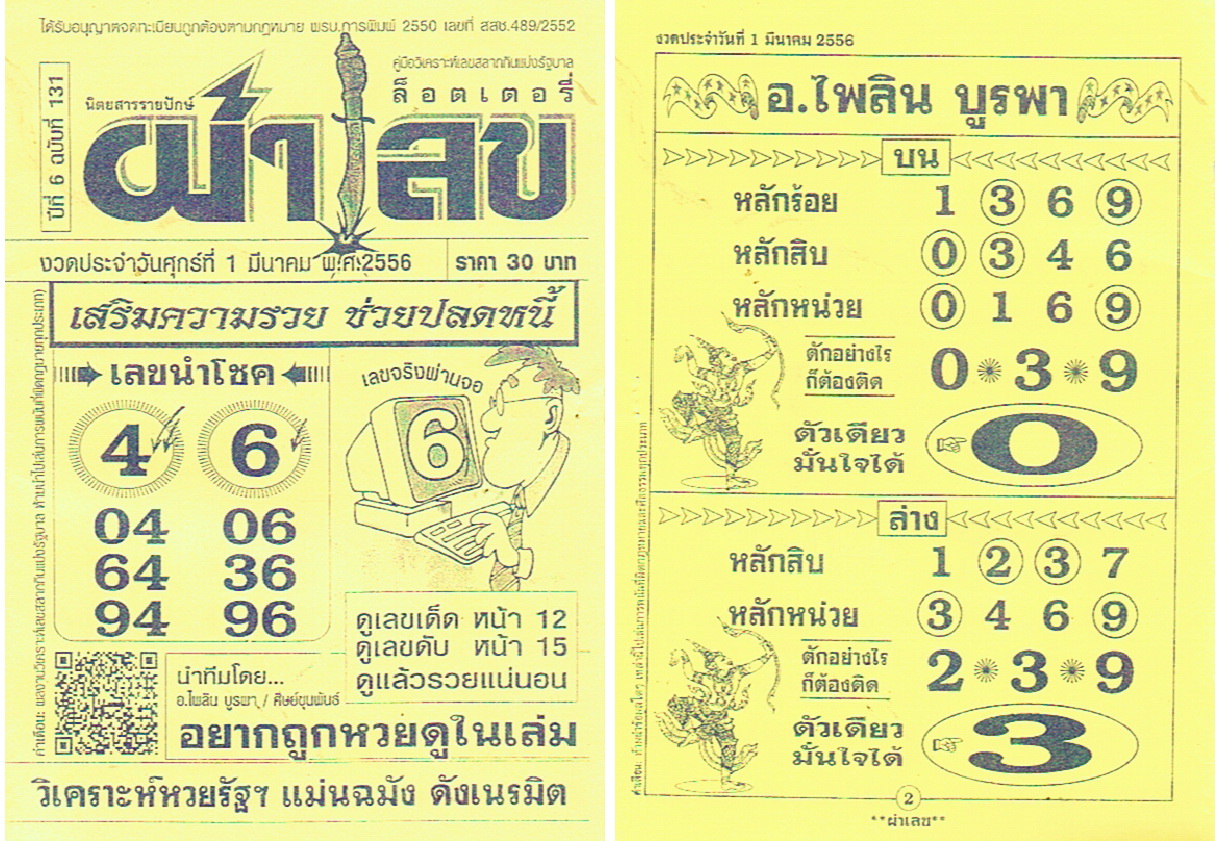 ได้รับอนุญาตจดทะเบียนถูกต้องตามกฎหมาย พรบ.การพิมพ์ 2550 เลขที่ สสช.489/2552
ปีที่ 6 ฉบับที่ 131
นิตยสารรายปักษ์
คู่มือวิเคราะห์เลขสลากกินแบ่งรัฐบาล
ล็อตเตอรี่
ผ่าเลข
งวดประจำวันศุกร์ที่ 1 มีนาคม พ.ศ.2556
ราคา 30 บาท
เสริมความรวย ช่วยปลดหนี้
เลขนำโชค
4 6
04 06
64 36
94 96
เลขจริงผ่านจอ
6
ดูเลขเด็ด หน้า 12
ดูเลขดับ หน้า 15
ดูแล้วรวยแน่นอน
นำทีมโดย...
อ.ไพลิน บูรพา / ศิษย์ขุนพันธ์
อยากถูกหวยดูในเล่ม
วิเคราะห์หวยรัฐฯ แม่นฉมัง ดังเนรมิต
งวดประจำวันที่ 1 มีนาคม 2556
อ.ไพลิน บูรพา
บน
หลักร้อย 1 3 6 9
หลักสิบ 0 3 4 6
หลักหน่วย 0 1 6 9
ตักอย่างไร
ก็ต้องติด
0 3 9
ตัวเดียว
มั่นใจได้
0
ล่าง
หลักสิบ 1 2 3 7
หลักหน่วย 3 4 6 9
ตักอย่างไร
ก็ต้องติด
2 3 9
ตัวเดียว
มั่นใจได้
3
2
**ผ่าเลข**